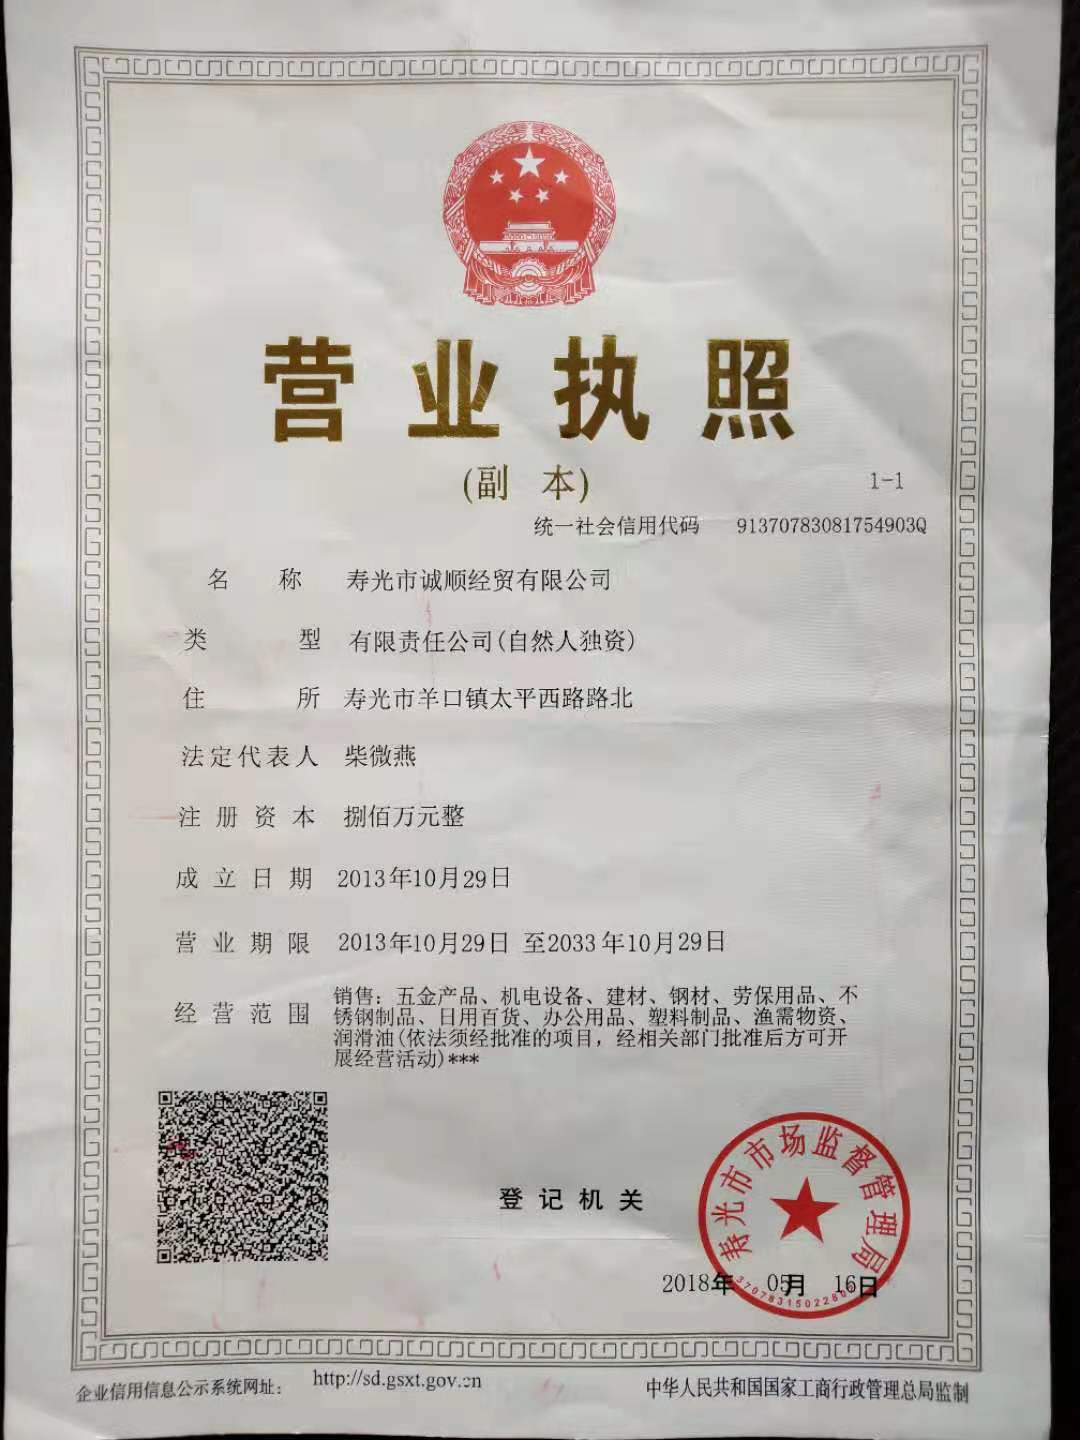 营业执照
(副 本)
1-1
统一社会信用代码 91370783081754903Q
名 称 寿光市诚顺经贸有限公司
类 型 有限责任公司(自然人独资)
住 所 寿光市羊口镇太平西路路北
法定代表人 柴微燕
注册资本 捌佰万元整
成立日期 2013年10月29日
营业期限 2013年10月29日 至2033年10月29日
经营范围 销售：五金产品、机电设备、建材、钢材、劳保用品、不
锈钢制品、日用百货、办公用品、塑料制品、渔需物资、
润滑油(依法须经批准的项目，经相关部门批准后方可开
展经营活动)***
登记机关
寿光市市场监督管理局
2018年 05月 16日
企业信用信息公示系统网址： http://sd.gsxt.gov.cn
中华人民共和国国家工商行政管理总局监制